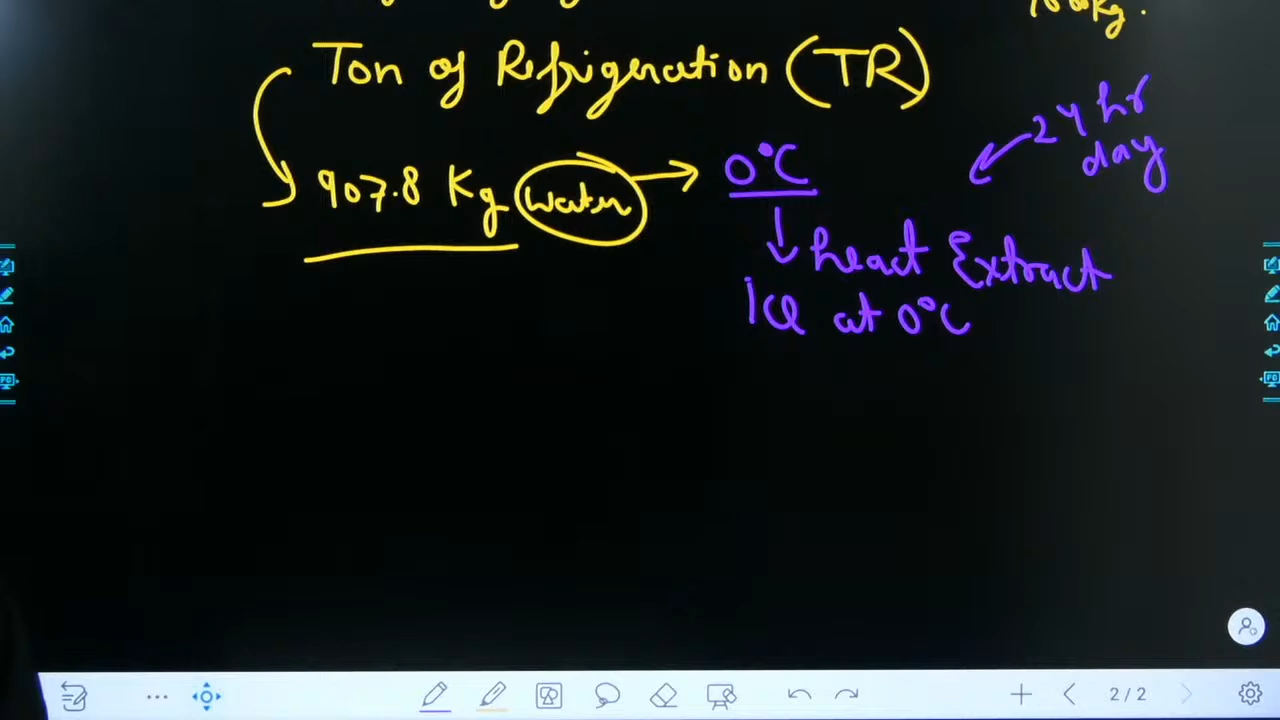 Ton of Refrigeration (TR)
24 hr
day
907.8 Kg Water → 0°C
↓ heat Extract
Ice at 0°C
2/2